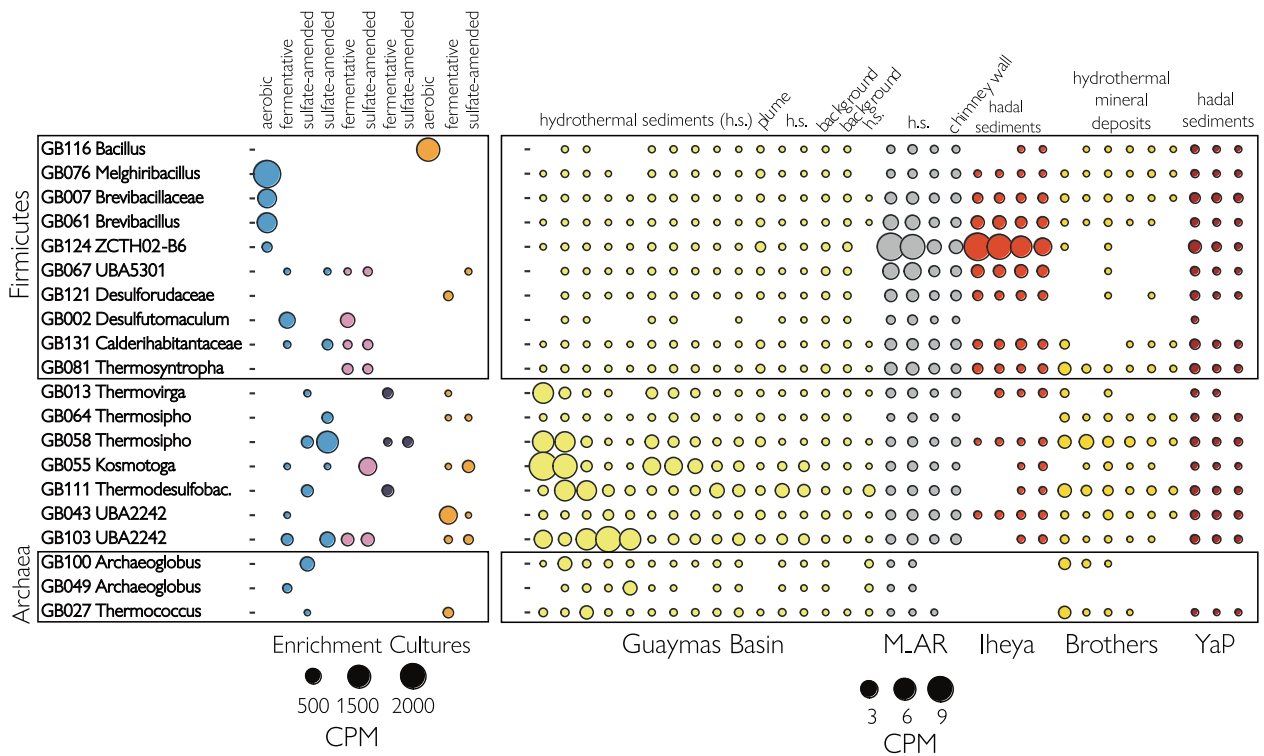 aerobic
fermentative
sulfate-amended
sulfate-amended
fermentative
sulfate-amended
fermentative
sulfate-amended
aerobic
fermentative
sulfate-amended
hydrothermal sediments (h.s.)
plume
h.s.
background
background
h.s.
h.s.
chimney wall
hadal
sediments
hydrothermal
mineral
deposits
hadal
sediments
Firmicutes
GB116 Bacillus
GB076 Melghiribacillus
GB007 Brevibacillaceae
GB061 Brevibacillus
GB124 ZCTH02-B6
GB067 UBA5301
GB121 Desulforudaceae
GB002 Desulfutomaculum
GB131 Calderihabitantaceae
GB081 Thermosyntropha
GB013 Thermovirga
GB064 Thermosipho
GB058 Thermosipho
GB055 Kosmotoga
GB111 Thermodesulfobac.
GB043 UBA2242
GB103 UBA2242
Archaea
GB100 Archaeoglobus
GB049 Archaeoglobus
GB027 Thermococcus
Enrichment Cultures
Guaymas Basin
M_AR
Iheya
Brothers
YaP
500 1500 2000
CPM
3 6 9
CPM